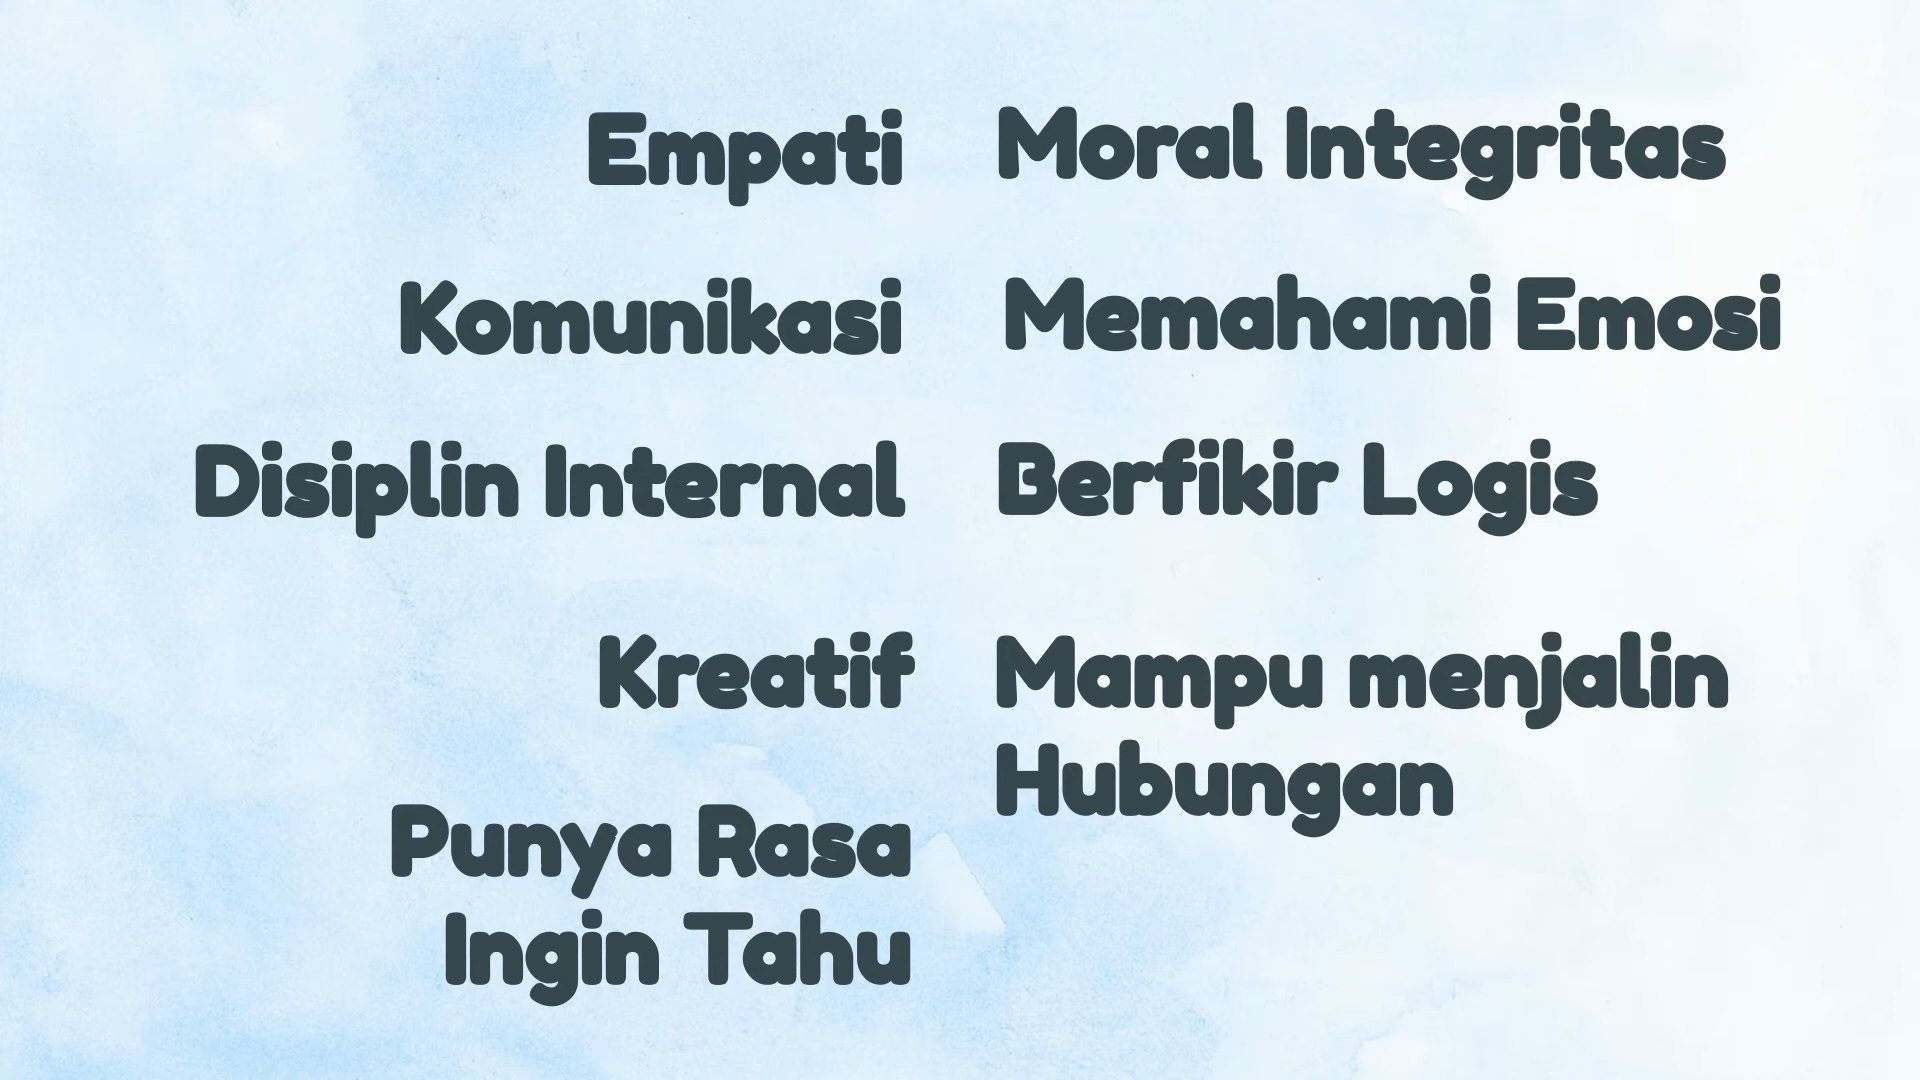 Empati
Komunikasi
Disiplin Internal
Kreatif
Punya Rasa
Ingin Tahu
Moral Integritas
Memahami Emosi
Berfikir Logis
Mampu menjalin
Hubungan